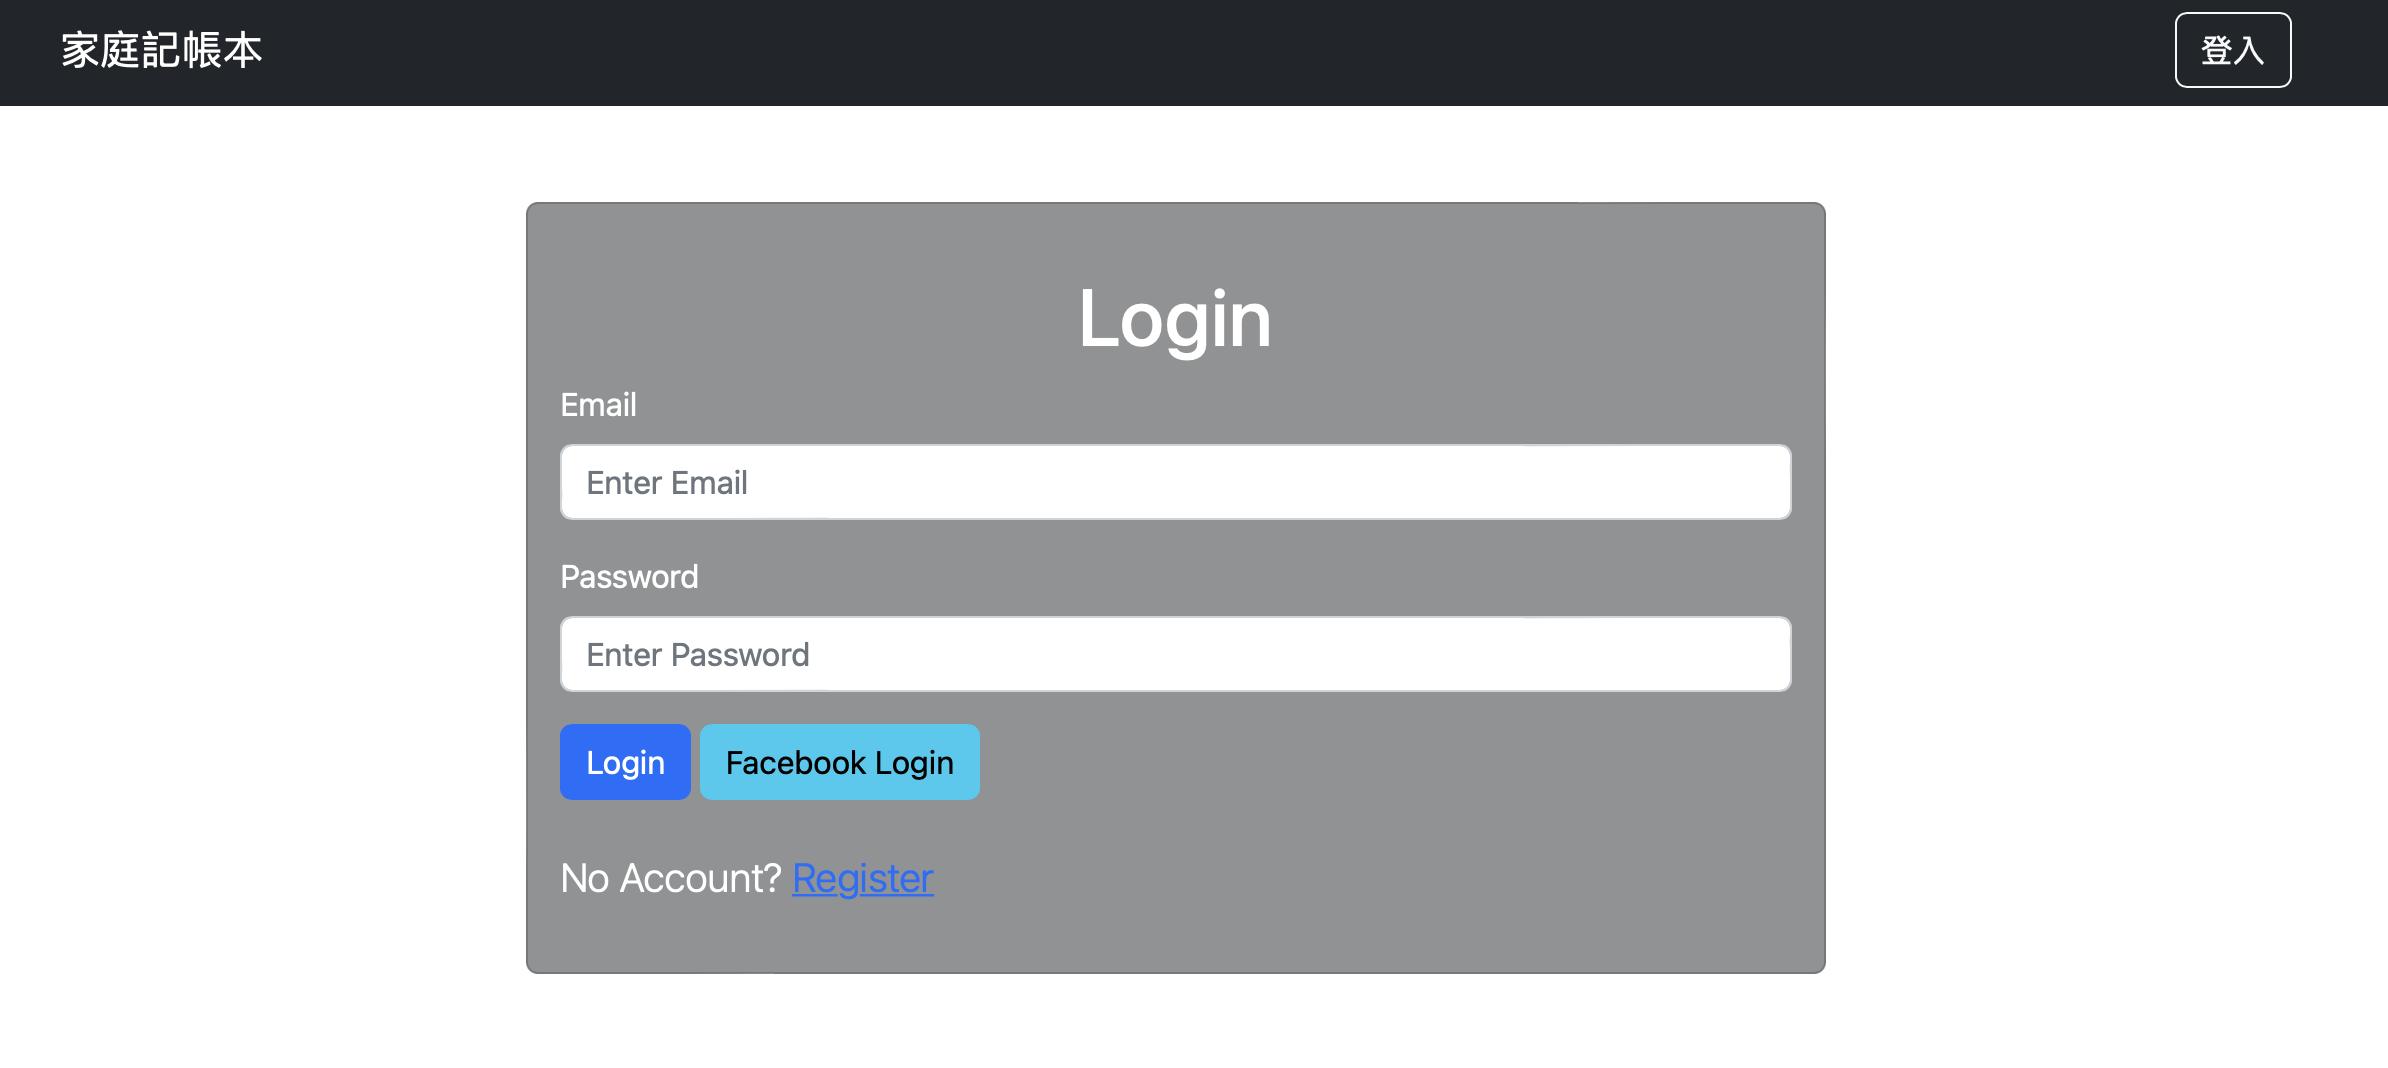 家庭記帳本
登入
Login
Email
Enter Email
Password
Enter Password
Login
Facebook Login
No Account? Register